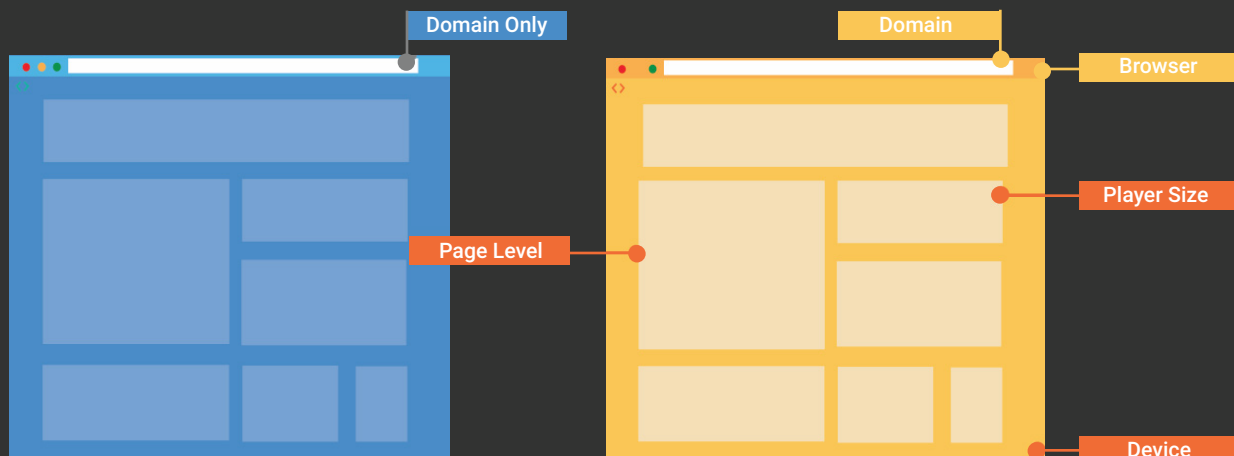 Domain Only
Domain
Browser
Player Size
Page Level
Device